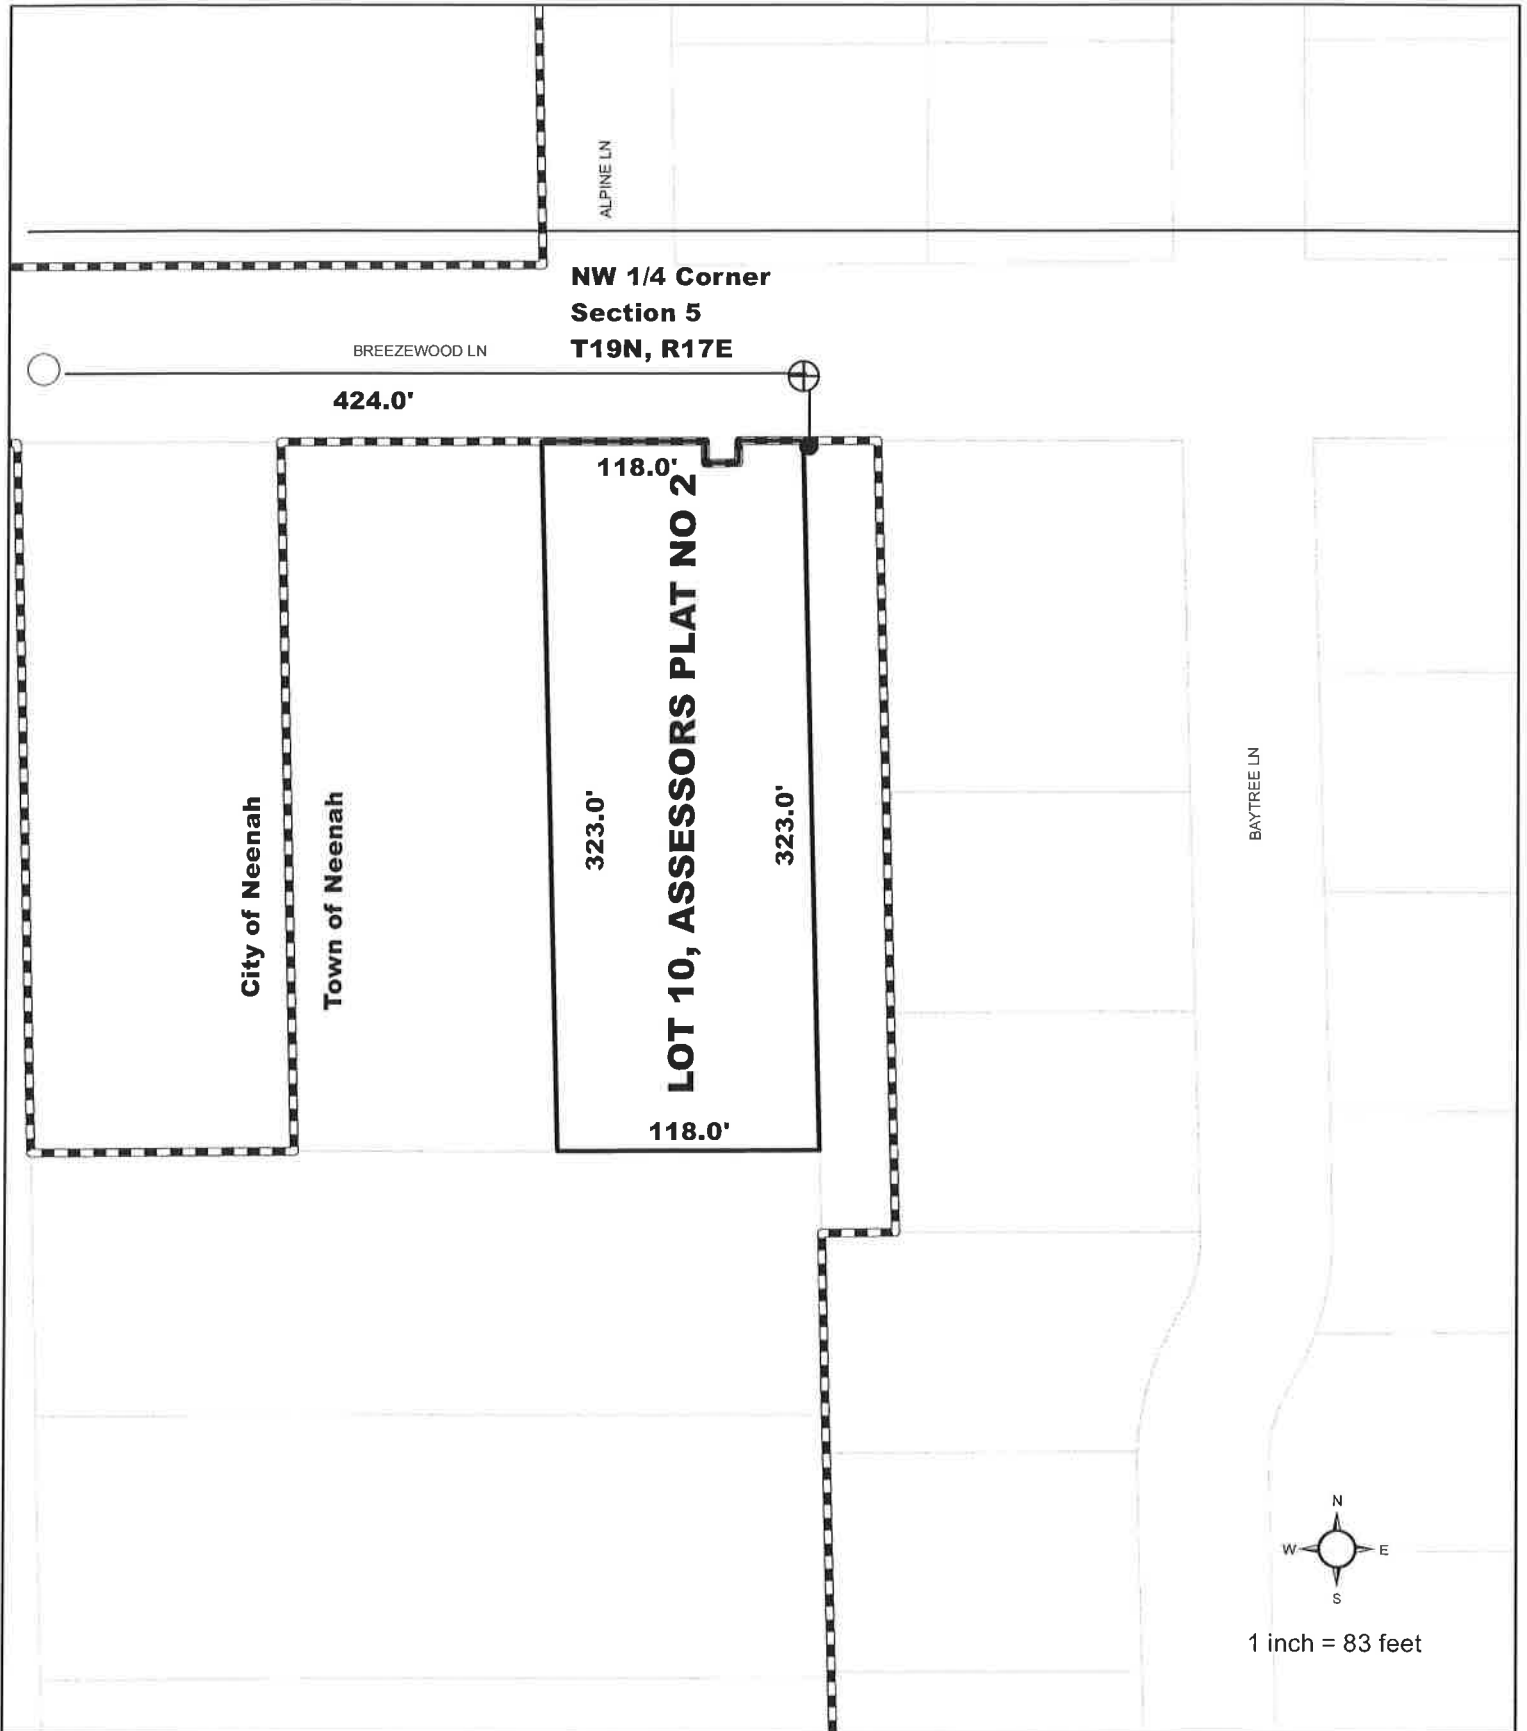 ALPINE LN
NW 1/4 Corner
Section 5
T19N, R17E
BREEZEWOOD LN
424.0'
118.0'
LOT 10, ASSESSORS PLAT NO 2
323.0'
323.0'
City of Neenah
Town of Neenah
BAYTREE LN
118.0'
N
W E
S
1 inch = 83 feet